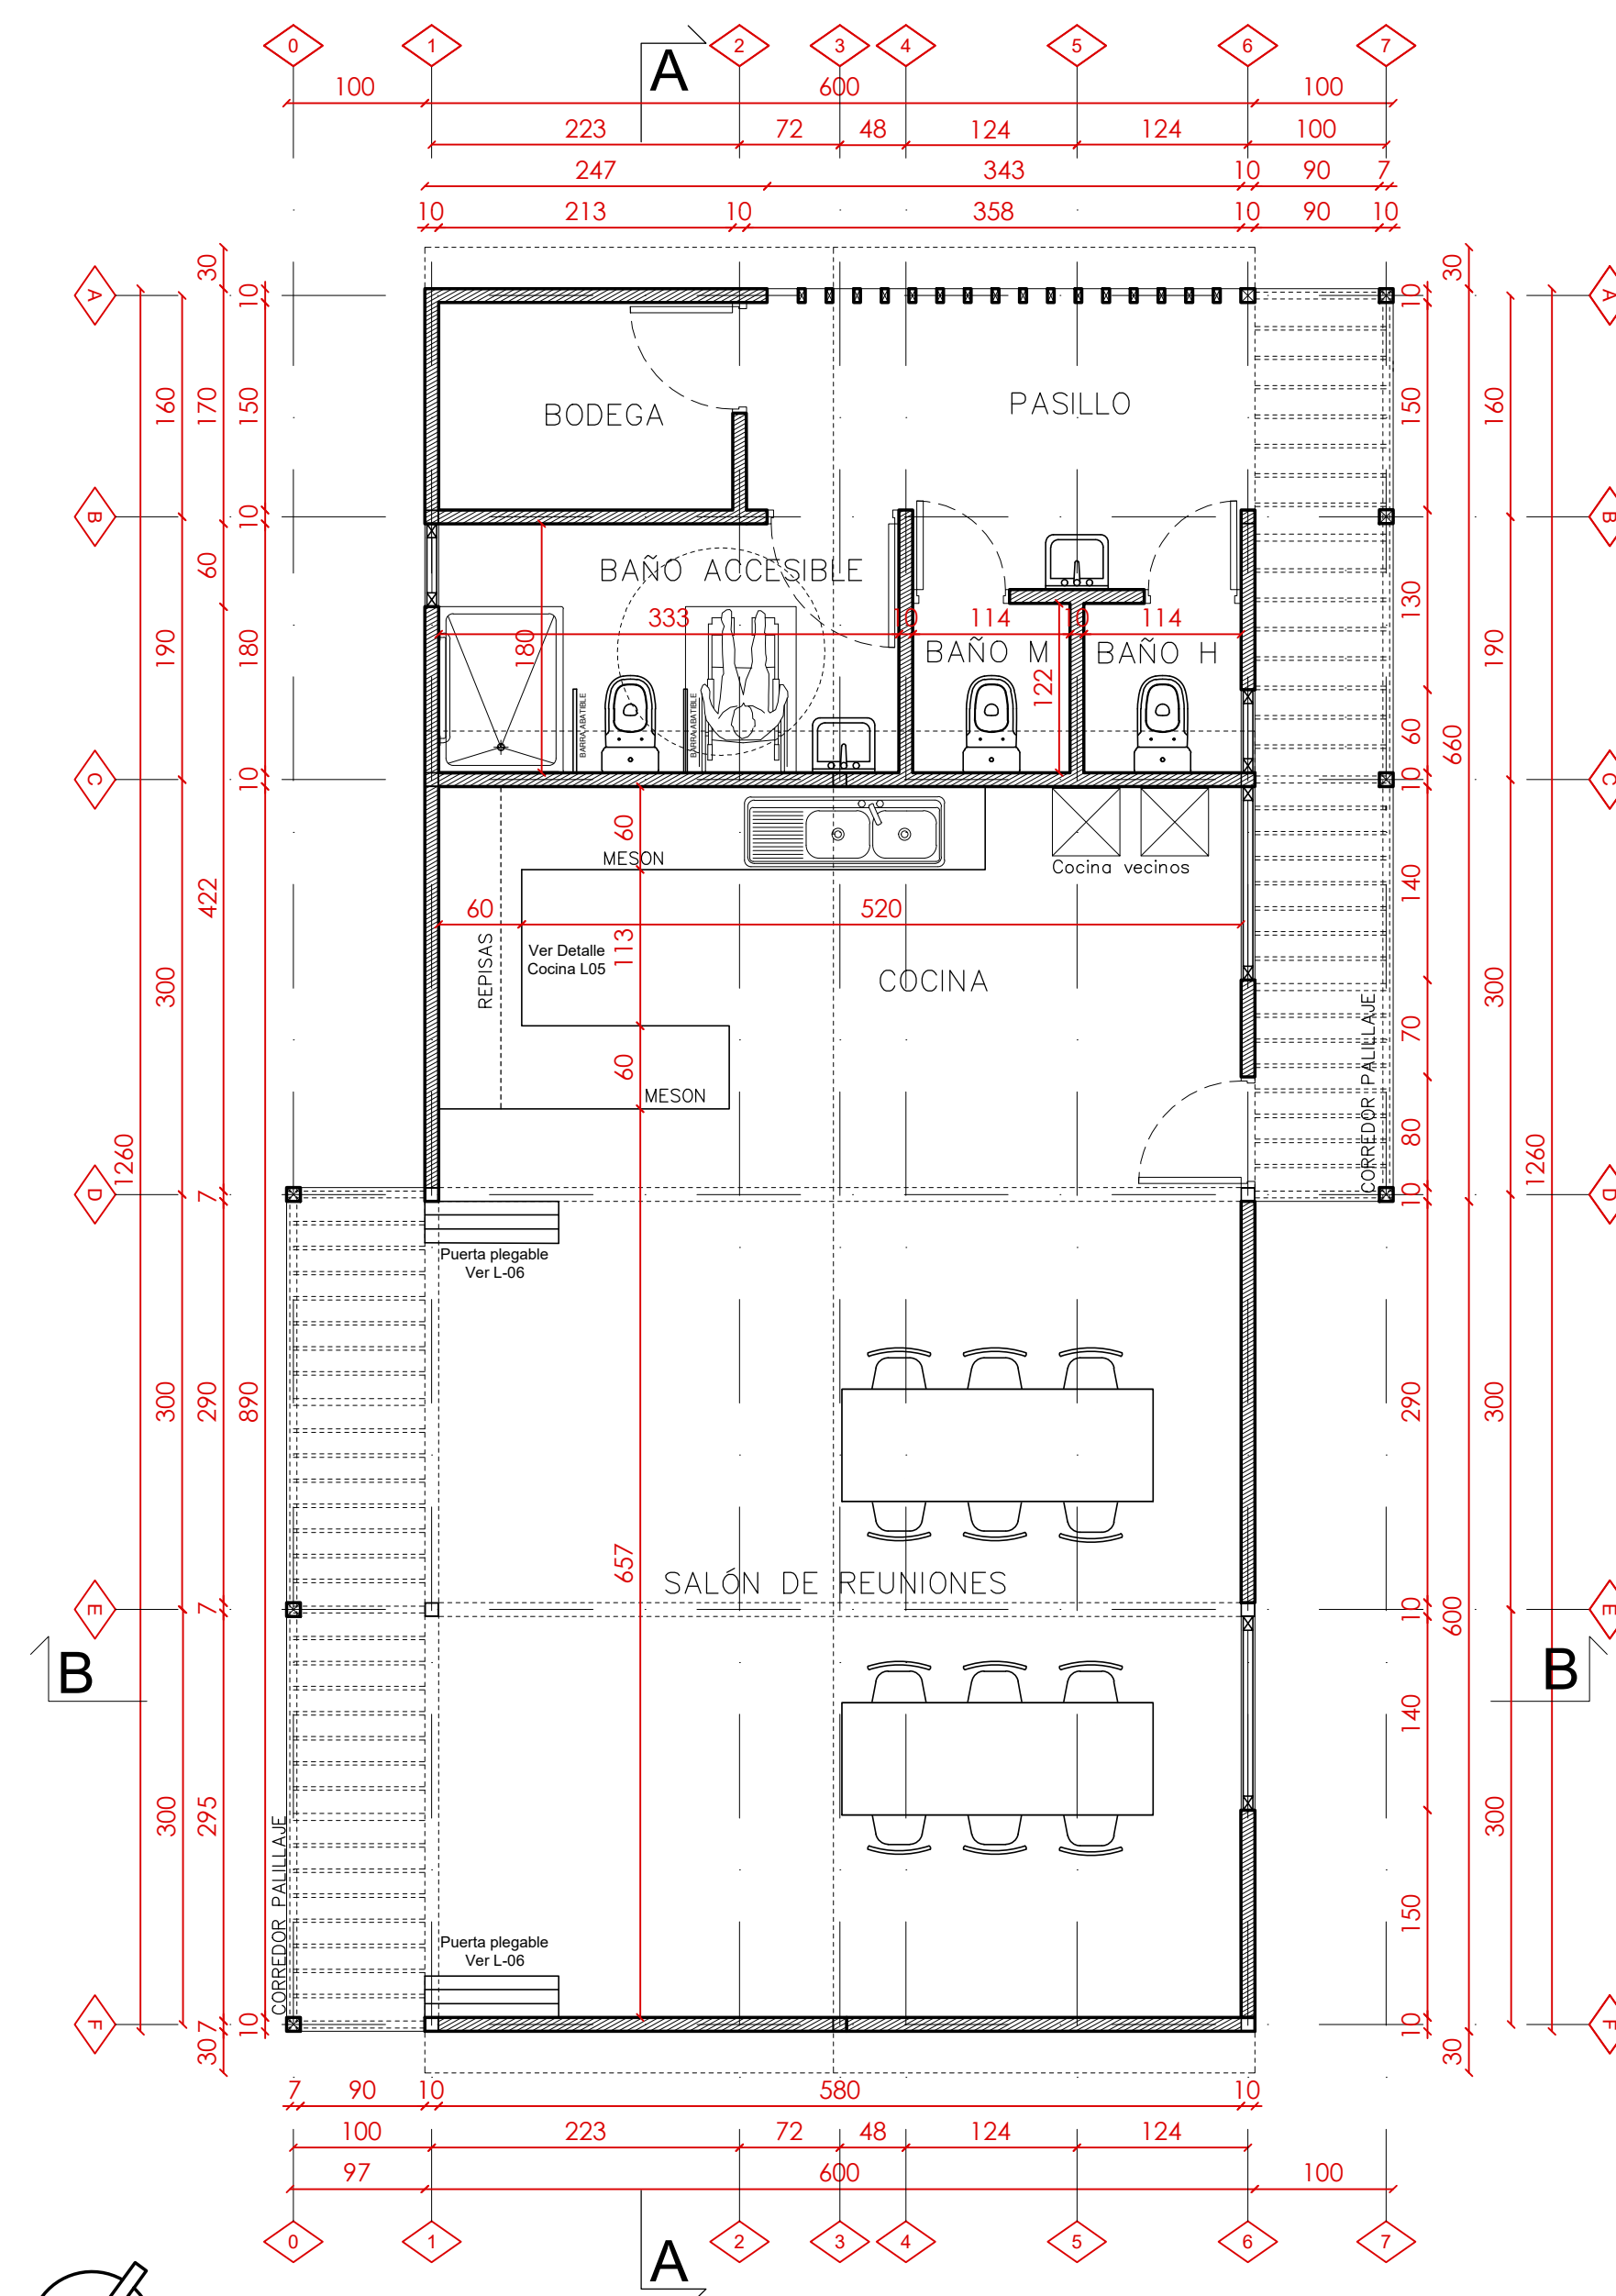 0 1 2 3 4 5 6 7
A
100 600 100
223 72 48 124 124 100
247 343 10 90 7
10 213 10 358 10 90 10
30 10 30 10
A A
160 170 150 150 160
BODEGA PASILLO
10
B B
60
BAÑO ACCESIBLE
333 10 114 10 114
130
190 180 180 190
BAÑO M BAÑO H
122
BARRA ABATIBLE BARRA ABATIBLE
60 660
C C
10 10
60
MESON
Cocina vecinos
422 140
60 520
REPISAS
Ver Detalle
Cocina L05
113
COCINA
300 300
70
60
MESON
CORREDOR PALILLAJE
80
1260 1260
D D
7 10
Puerta plegable
Ver L-06
300 290 890 290 300
657
SALÓN DE REUNIONES
E E
7 10 600
B B
140
300 295 300
CORREDOR PALILLAJE
150
Puerta plegable
Ver L-06
F F
7 10 10
30 30
7 90 10 580 10
100 223 72 48 124 124
97 600 100
0 1 2 3 4 5 6 7
A